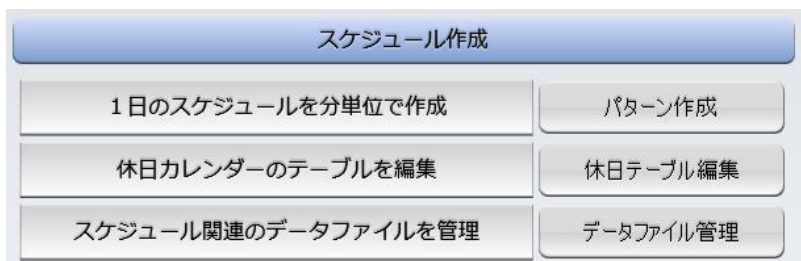 スケジュール作成
1日のスケジュールを分単位で作成 パターン作成
休日カレンダーのテーブルを編集 休日テーブル編集
スケジュール関連のデータファイルを管理 データファイル管理